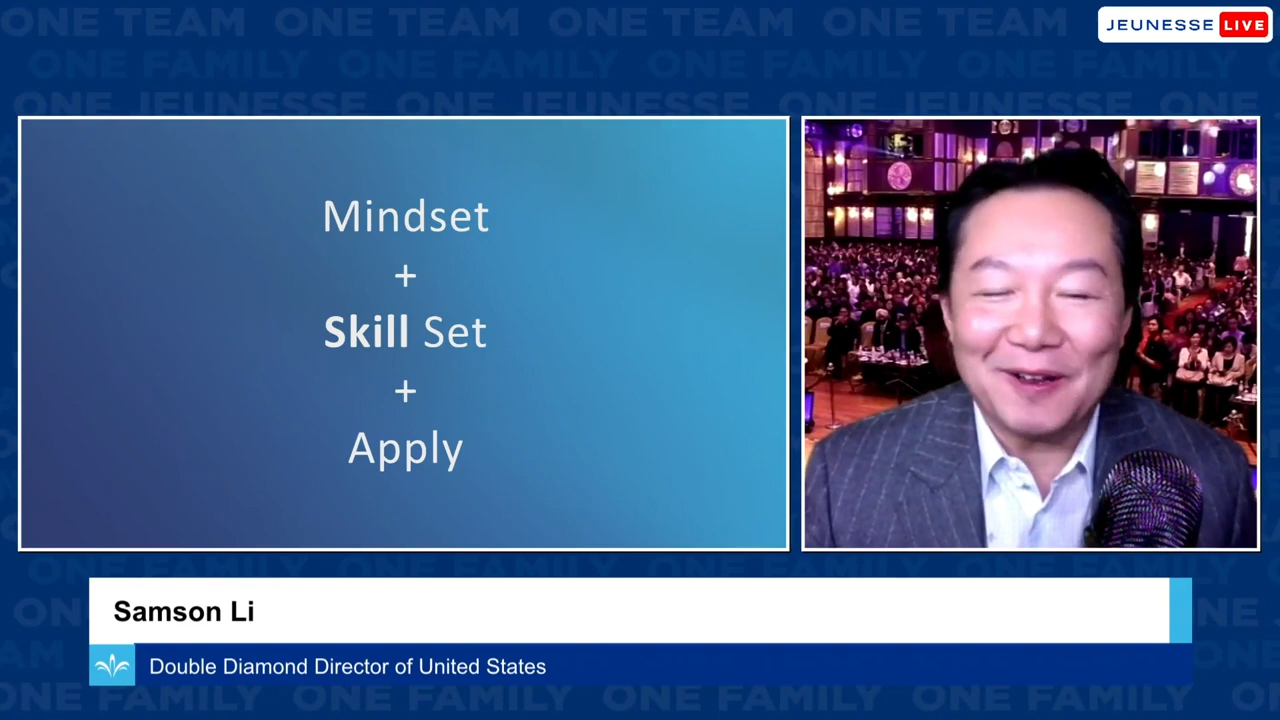 ONE TEAM ONE TEAM ONE TEAM ONE TEAM
JEUNESSE LIVE
ONE FAMILY ONE FAMILY ONE FAMILY ONE FAMILY
ONE JEUNESSE ONE JEUNESSE ONE JEUNESSE
Mindset
+
Skill Set
+
Apply
Samson Li
Double Diamond Director of United States
ONE FAMILY ONE FAMILY ONE FAMILY ONE FAMILY